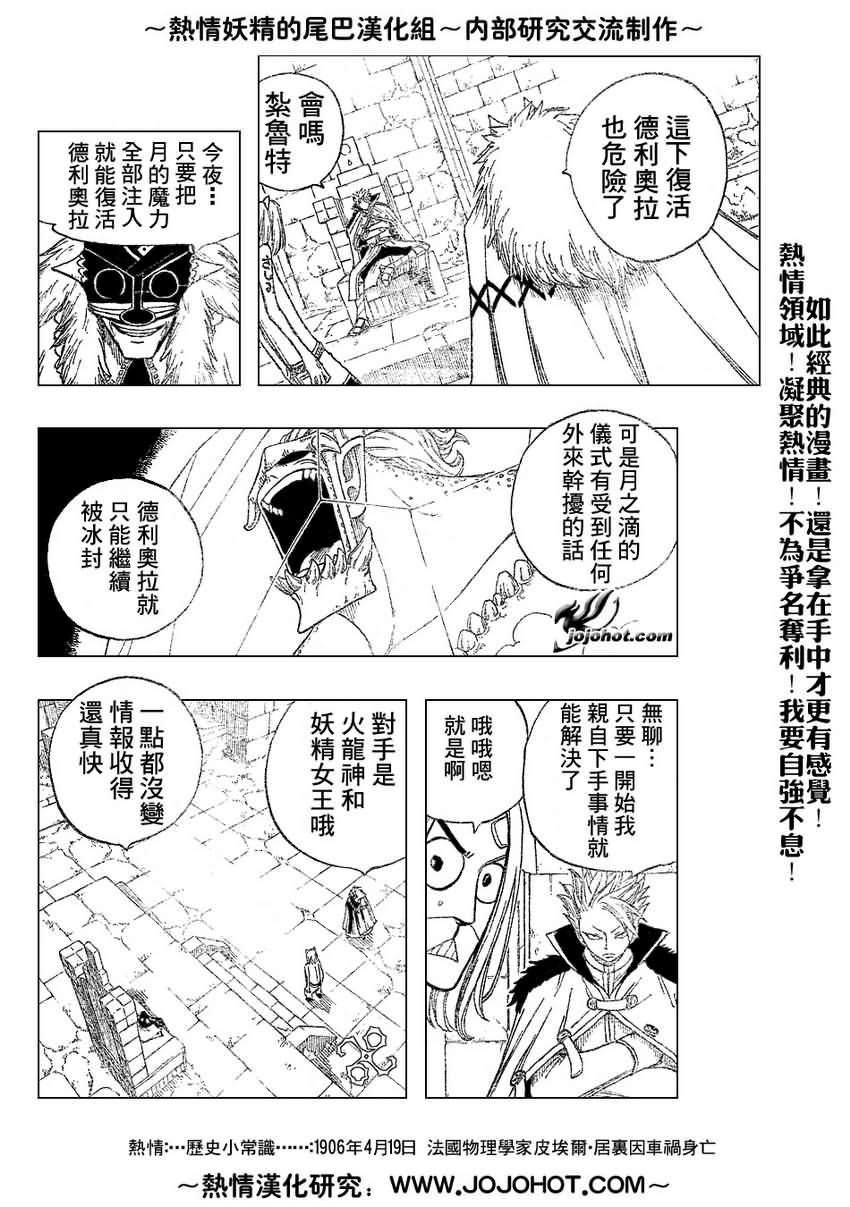 ～熱情妖精的尾巴漢化組～内部研究交流制作～
這下復活
德利奧拉
也危險了
會嗎
紮魯特
今夜…
只要把
月的魔力
全部注入
就能復活
德利奧拉
可是月之滴的
儀式有受到任何
外來幹擾的話
德利奧拉就
只能繼續
被冰封
jojohot.com
無聊…
只要一開始我
親自下手事情就
能解決了
哦哦嗯
就是啊
對手是
火龍神和
妖精女王哦
一點都沒變
情報收得
還真快
如此經典的漫畫！還是拿在手中才更有感覺！
熱情領域！凝聚熱情！不為爭名奪利！我要自強不息！
熱情:…歷史小常識……:1906年4月19日 法國物理學家皮埃爾·居裏因車禍身亡
～熱情漢化研究：WWW.JOJOHOT.COM～